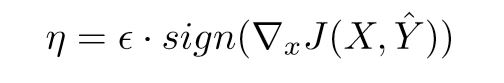 η = ϵ · sign(∇ₓJ(X, Ŷ))